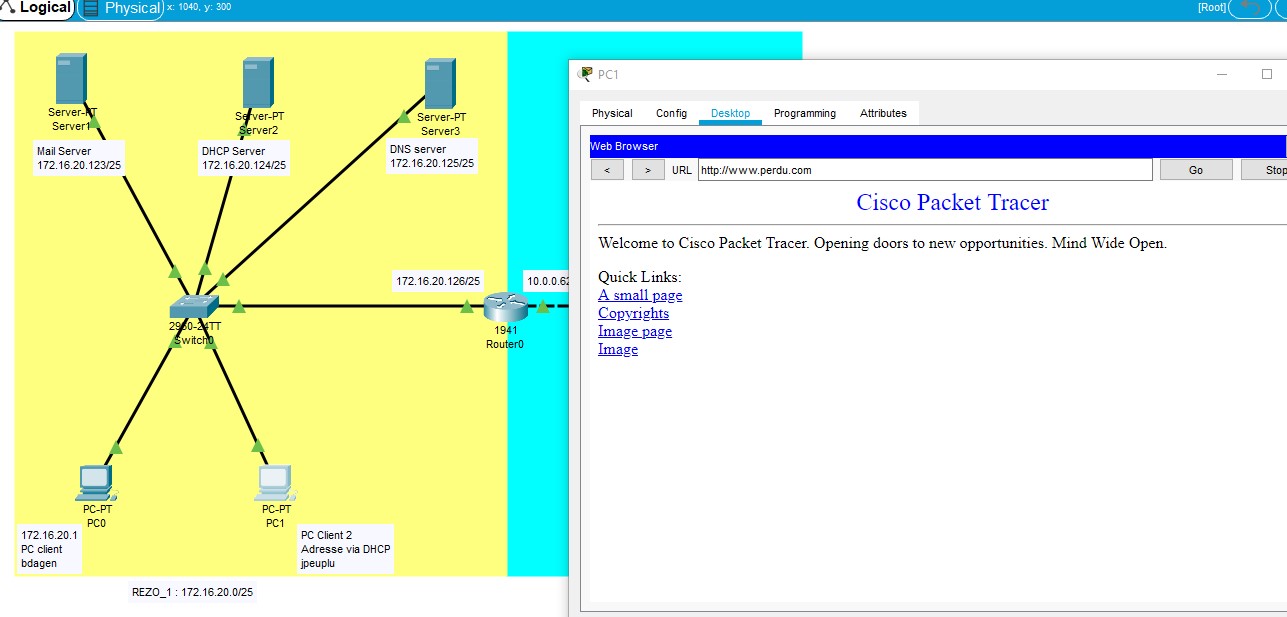 Logical
Physical
x: 1040, y: 300
[Root]
Server-PT
Server1
Mail Server
172.16.20.123/25
Server-PT
Server2
DHCP Server
172.16.20.124/25
Server-PT
Server3
DNS server
172.16.20.125/25
172.16.20.126/25
10.0.0.62
2960-24TT
Switch0
1941
Router0
PC-PT
PC0
172.16.20.1
PC client
bdagen
PC-PT
PC1
PC Client 2
Adresse via DHCP
jpeuplu
REZO_1 : 172.16.20.0/25
PC1
Physical
Config
Desktop
Programming
Attributes
Web Browser
<
>
URL
http://www.perdu.com
Go
Stop
Cisco Packet Tracer
Welcome to Cisco Packet Tracer. Opening doors to new opportunities. Mind Wide Open.
Quick Links:
A small page
Copyrights
Image page
Image